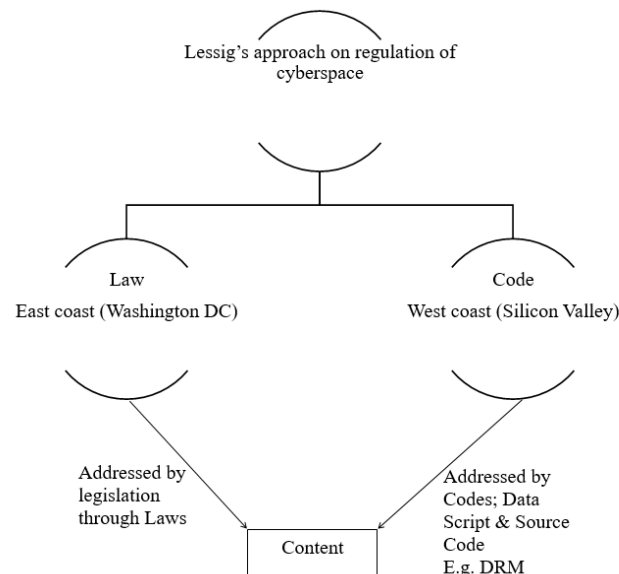 Lessig’s approach on regulation of
cyberspace
Law
East coast (Washington DC)
Code
West coast (Silicon Valley)
Addressed by
legislation
through Laws
Addressed by
Codes; Data
Script & Source
Code
E.g. DRM
Content